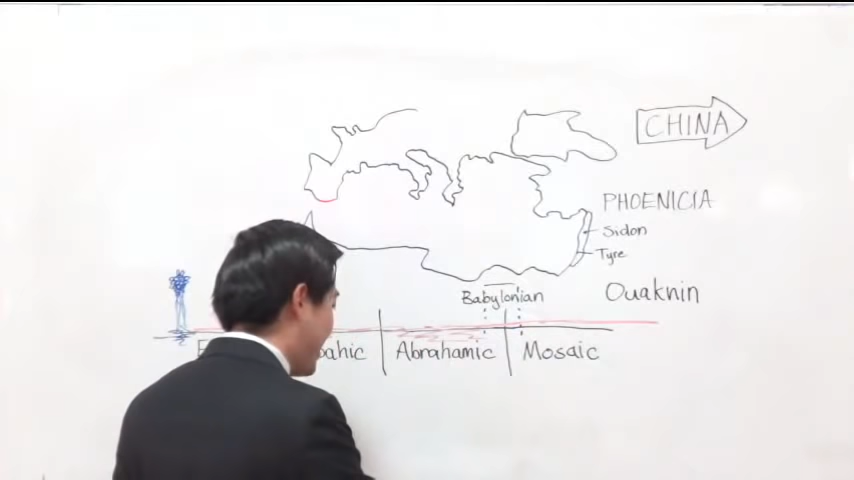 CHINA
PHOENICIA
Sidon
Tyre
Babylonian
Ouaknin
Abrahamic
Mosaic